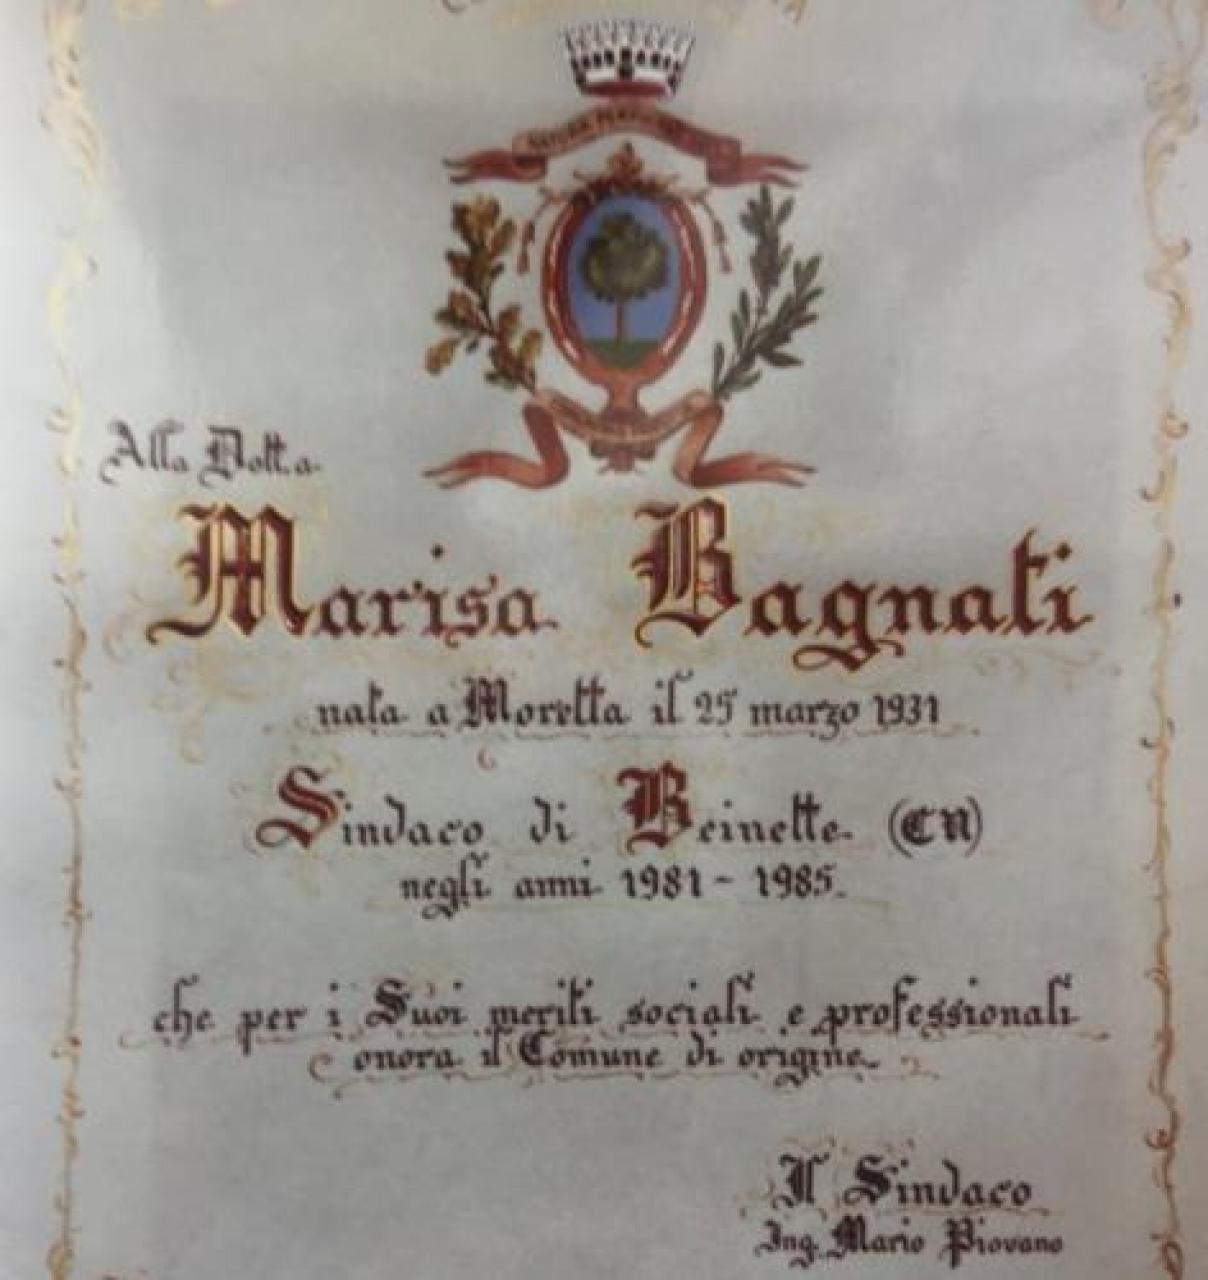 NATURA
Alla Dott.a
Marisa Bagnati
nata a Moretta il 25 marzo 1931
Sindaco di Beinette (CN)
negli anni 1981 - 1985.
che per i Suoi meriti sociali e professionali
onora il Comune di origine
Il Sindaco
Ing. Mario Piovano